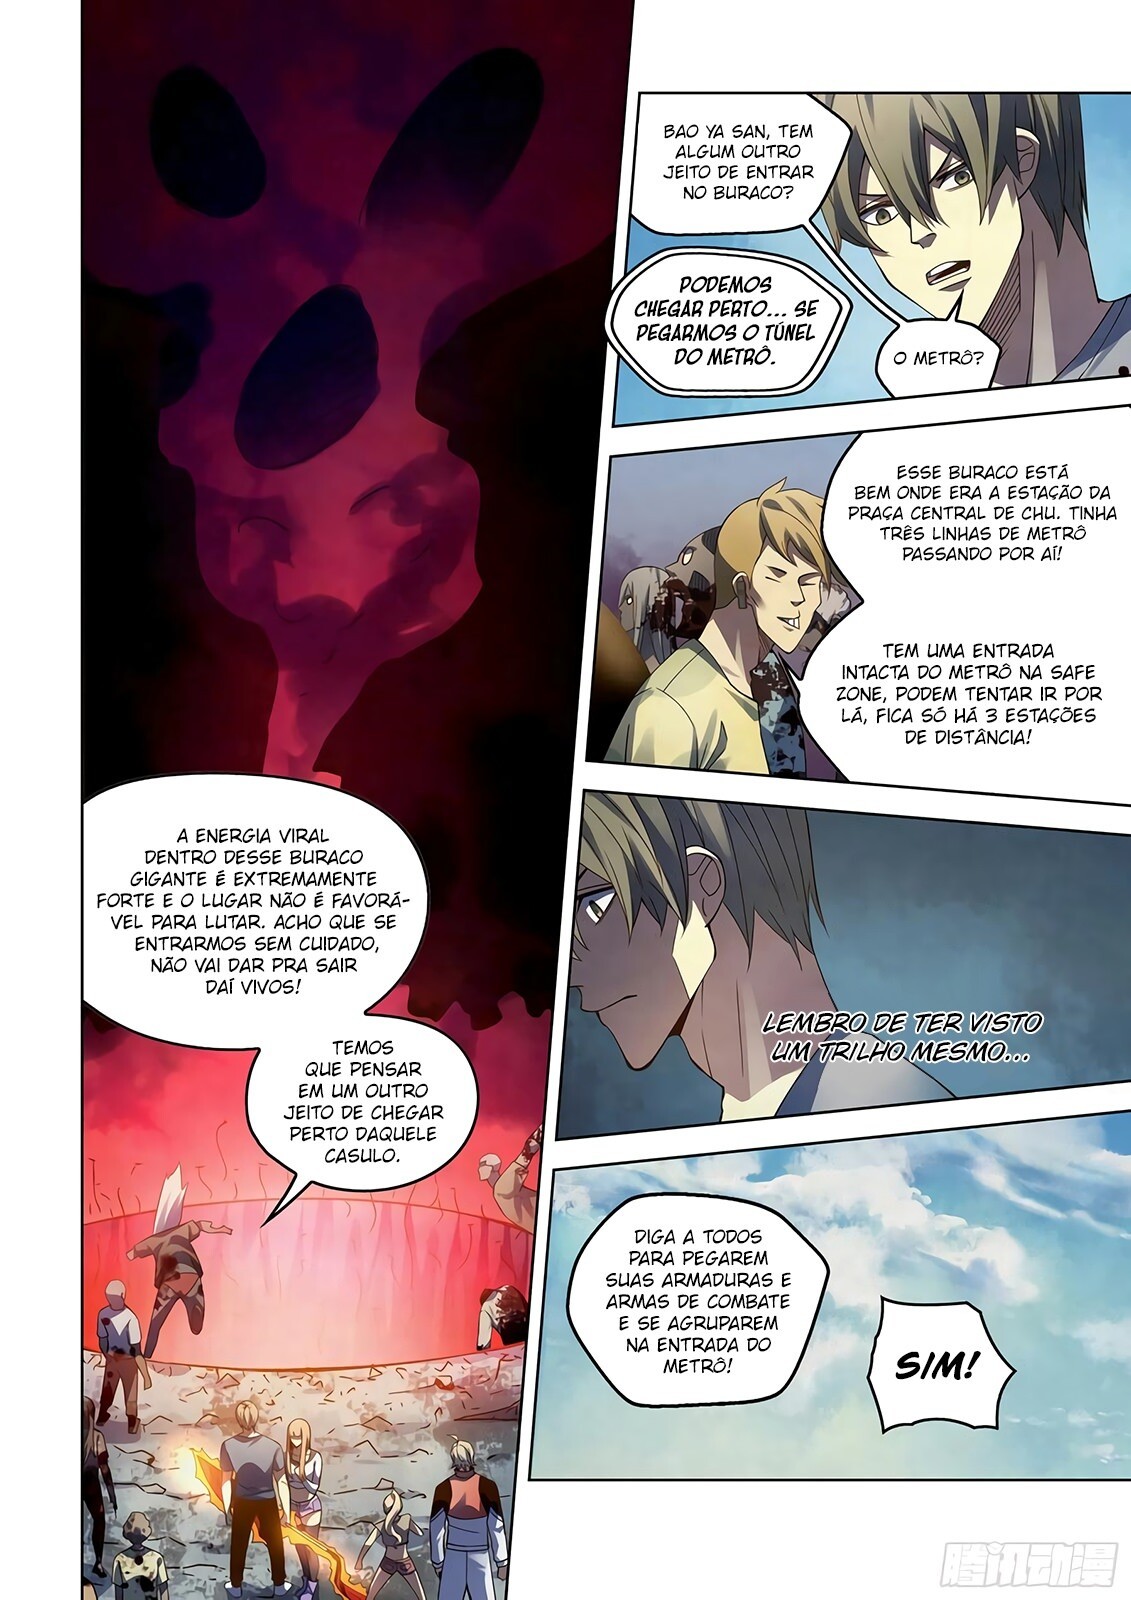 A ENERGIA VIRAL
DENTRO DESSE BURACO
GIGANTE É EXTREMAMENTE
FORTE E O LUGAR NÃO É FAVORÁ-
VEL PARA LUTAR. ACHO QUE SE
ENTRARMOS SEM CUIDADO,
NÃO VAI DAR PRA SAIR
DAÍ VIVOS!
TEMOS
QUE PENSAR
EM UM OUTRO
JEITO DE CHEGAR
PERTO DAQUELE
CASULO.
BAO YA SAN, TEM
ALGUM OUTRO
JEITO DE ENTRAR
NO BURACO?
PODEMOS
CHEGAR PERTO... SE
PEGARMOS O TÚNEL
DO METRÔ.
O METRÔ?
ESSE BURACO ESTÁ
BEM ONDE ERA A ESTAÇÃO DA
PRAÇA CENTRAL DE CHU. TINHA
TRÊS LINHAS DE METRÔ
PASSANDO POR AÍ!
TEM UMA ENTRADA
INTACTA DO METRÔ NA SAFE
ZONE, PODEM TENTAR IR POR
LÁ, FICA SÓ HÁ 3 ESTAÇÕES
DE DISTÂNCIA!
LEMBRO DE TER VISTO
UM TRILHO MESMO...
DIGA A TODOS
PARA PEGAREM
SUAS ARMADURAS E
ARMAS DE COMBATE
E SE AGRUPAREM
NA ENTRADA DO
METRÔ!
SIM!
腾讯动漫